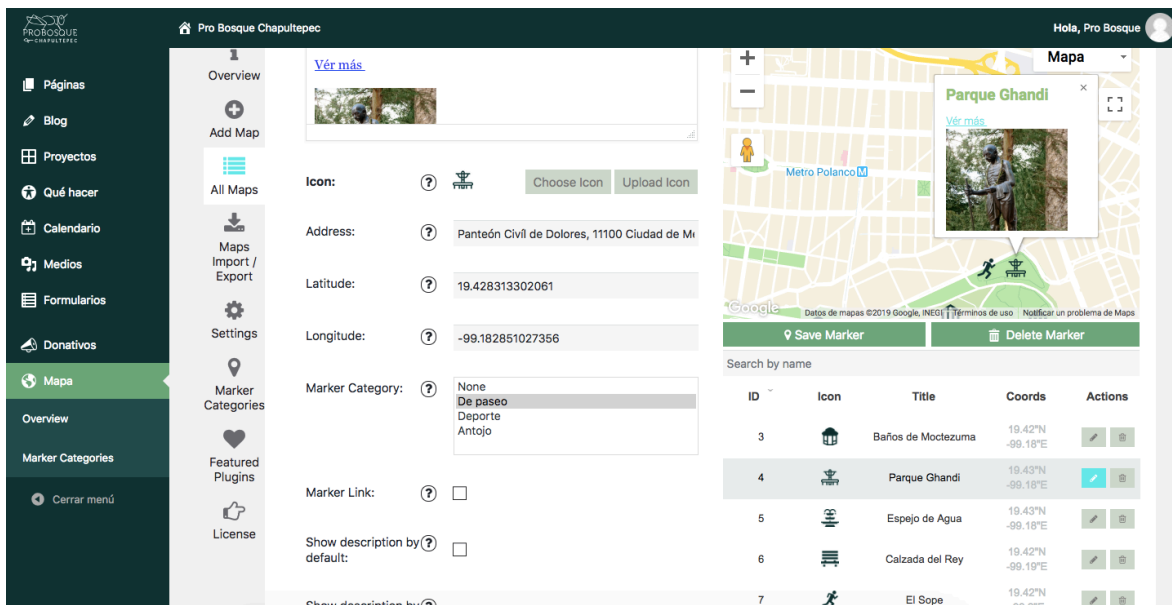 PROBOSQUE
CHAPULTEPEC
Pro Bosque Chapultepec
Hola, Pro Bosque
Páginas
Blog
Proyectos
Qué hacer
Calendario
Medios
Formularios
Donativos
Mapa
Overview
Marker Categories
Cerrar menú
Overview
Add Map
All Maps
Maps
Import /
Export
Settings
Marker
Categories
Featured
Plugins
License
Vér más
Icon:
?
Choose Icon
Upload Icon
Address:
?
Panteón Civil de Dolores, 11100 Ciudad de Mé
Latitude:
?
19.428313302061
Longitude:
?
-99.182851027356
Marker Category:
?
None
De paseo
Deporte
Antojo
Marker Link:
?
Show description by
default:
?
Show description by
?
+
−
Mapa
Parque Ghandi
×
Vér más
Metro Polanco M
Google
Datos de mapas ©2019 Google, INEGI
Términos de uso
Notificar un problema de Maps
Save Marker
Delete Marker
Search by name
ID Icon Title Coords Actions
3 Baños de Moctezuma 19.42°N
-99.18°E
4 Parque Ghandi 19.43°N
-99.18°E
5 Espejo de Agua 19.43°N
-99.18°E
6 Calzada del Rey 19.42°N
-99.19°E
7 El Sope 19.42°N